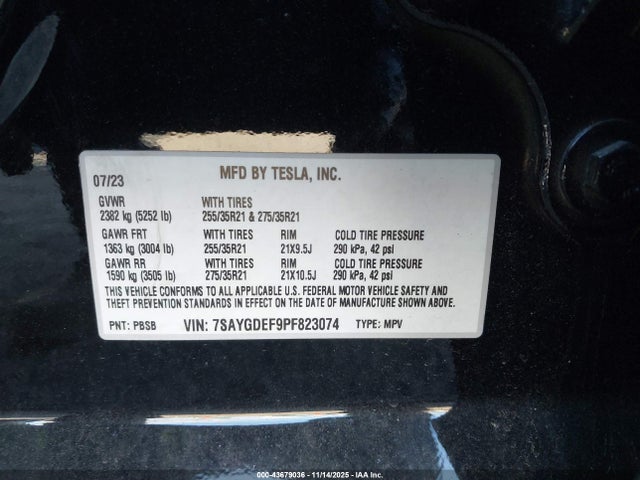 07/23 MFD BY TESLA, INC.
GVWR WITH TIRES
2382 kg (5252 lb) 255/35R21 & 275/35R21
GAWR FRT WITH TIRES RIM COLD TIRE PRESSURE
1363 kg (3004 lb) 255/35R21 21X9.5J 290 kPa, 42 psi
GAWR RR WITH TIRES RIM COLD TIRE PRESSURE
1590 kg (3505 lb) 275/35R21 21X10.5J 290 kPa, 42 psi
THIS VEHICLE CONFORMS TO ALL APPLICABLE U.S. FEDERAL MOTOR VEHICLE SAFETY AND
THEFT PREVENTION STANDARDS IN EFFECT ON THE DATE OF MANUFACTURE SHOWN ABOVE.
PNT: PBSB VIN: 7SAYGDEF9PF823074 TYPE: MPV
000-43679036 - 11/14/2025 - IAA Inc.